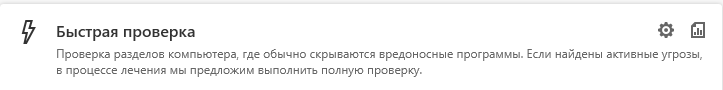 Быстрая проверка
Проверка разделов компьютера, где обычно скрываются вредоносные программы. Если найдены активные угрозы,
в процессе лечения мы предложим выполнить полную проверку.